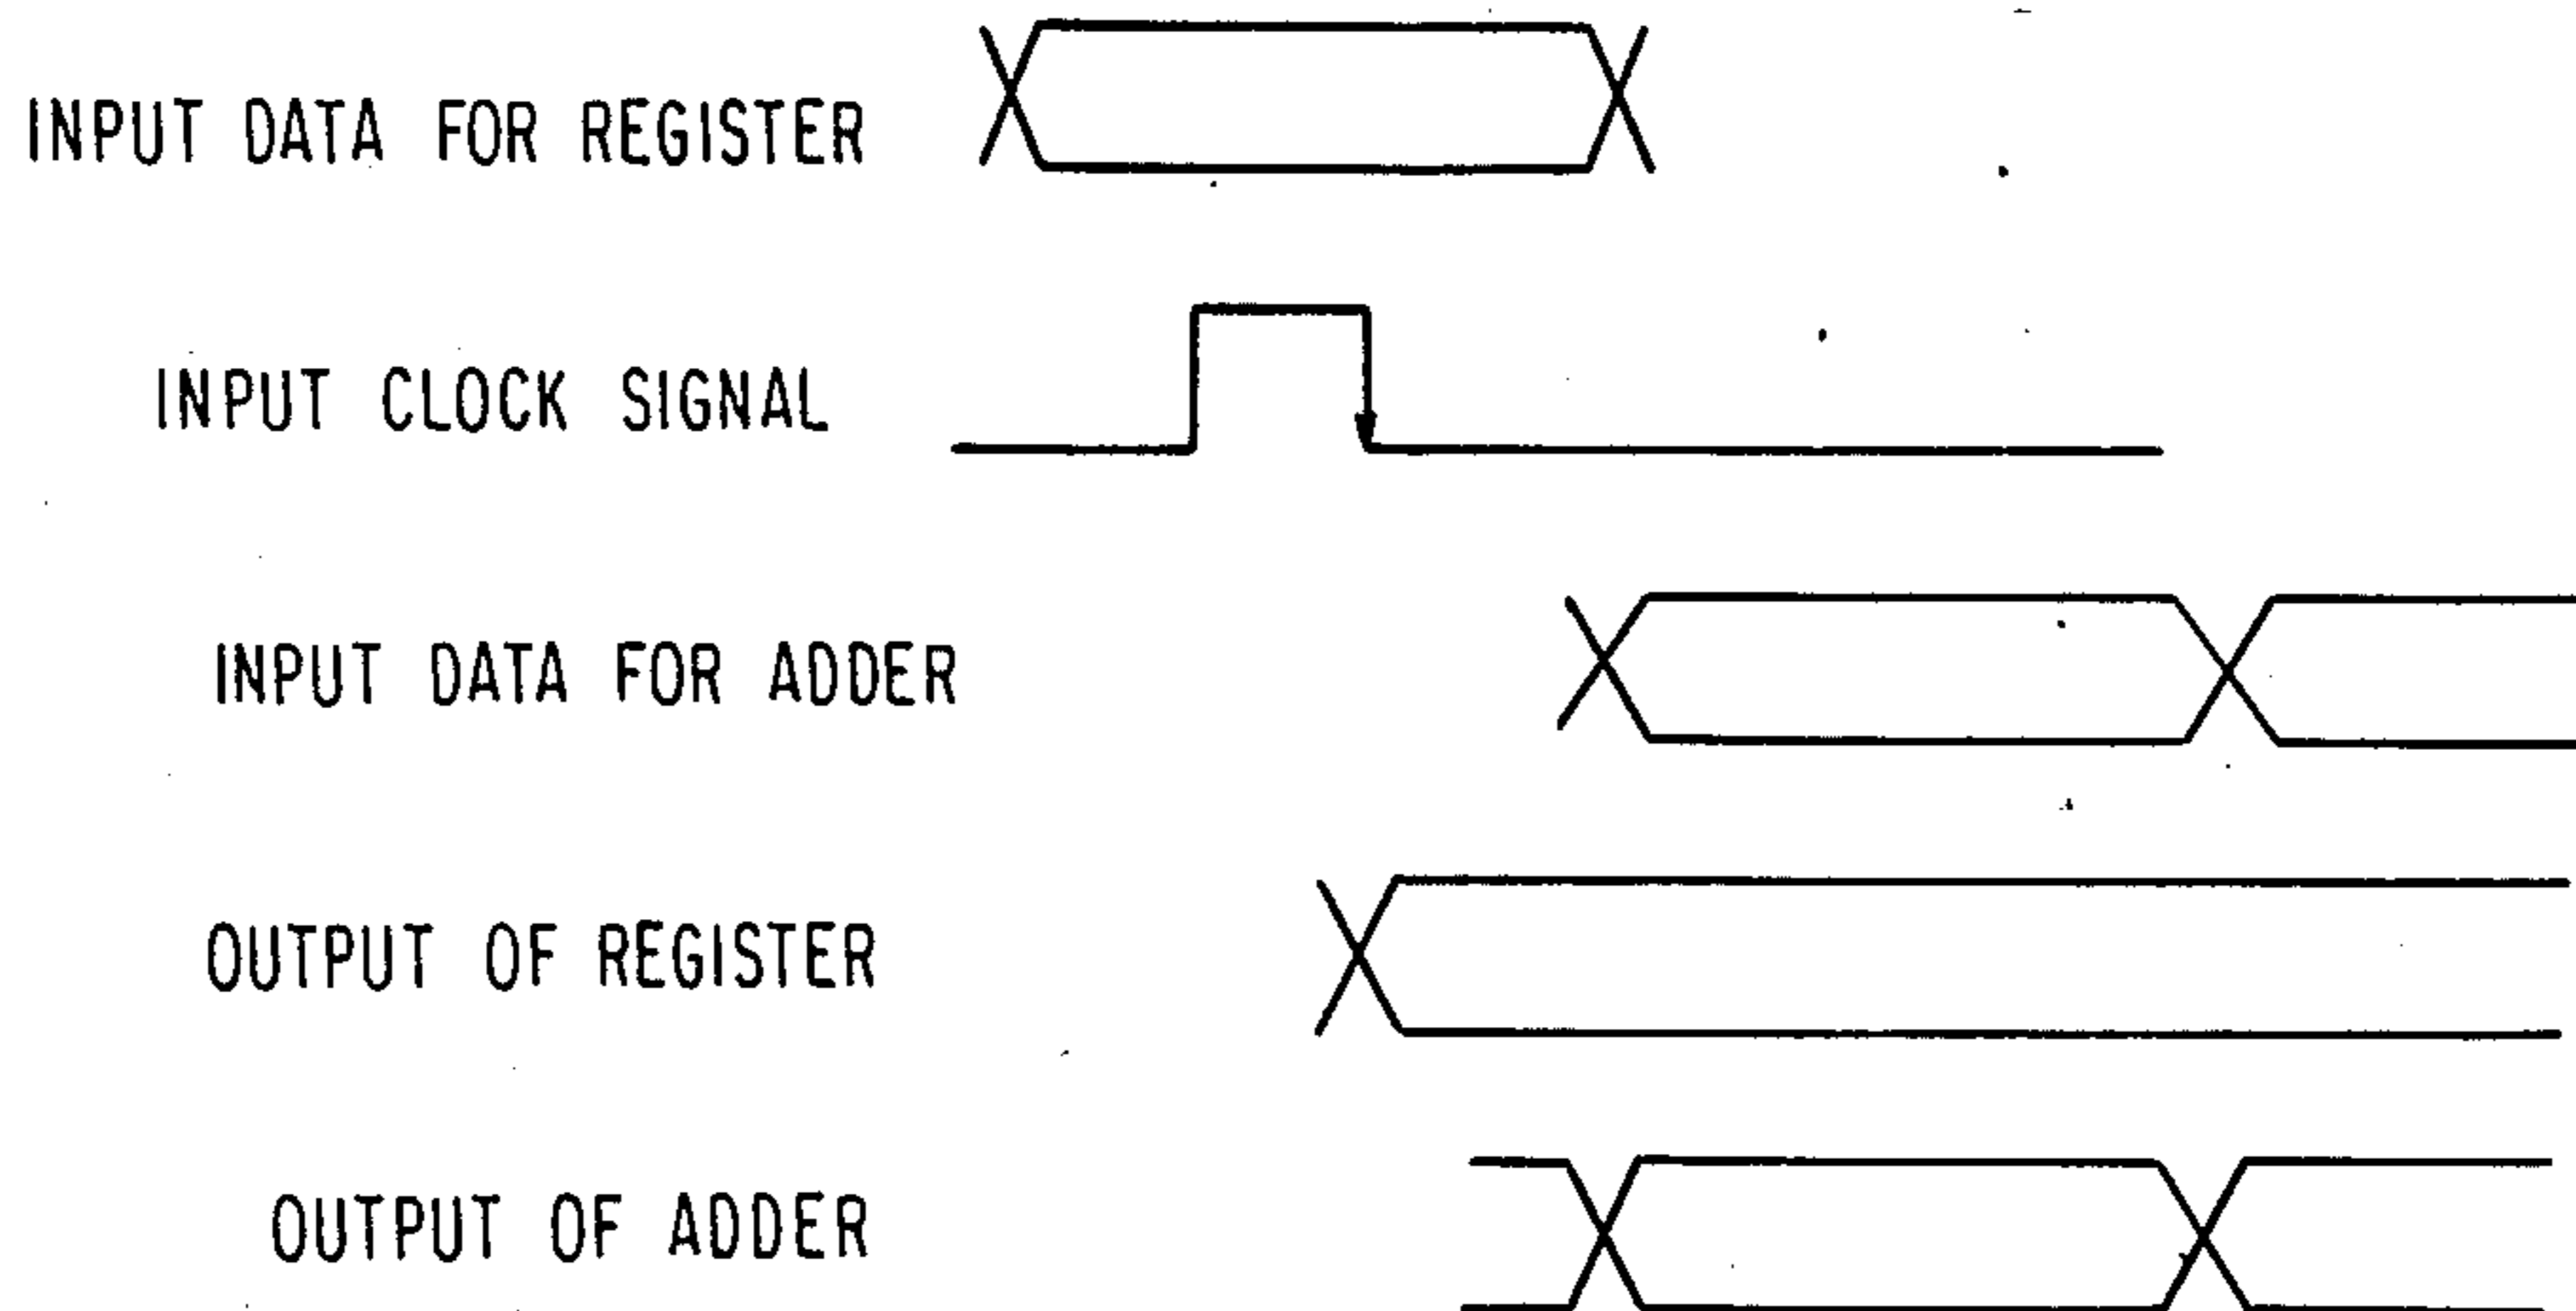 INPUT DATA FOR REGISTER
INPUT CLOCK SIGNAL
INPUT DATA FOR ADDER
OUTPUT OF REGISTER
OUTPUT OF ADDER